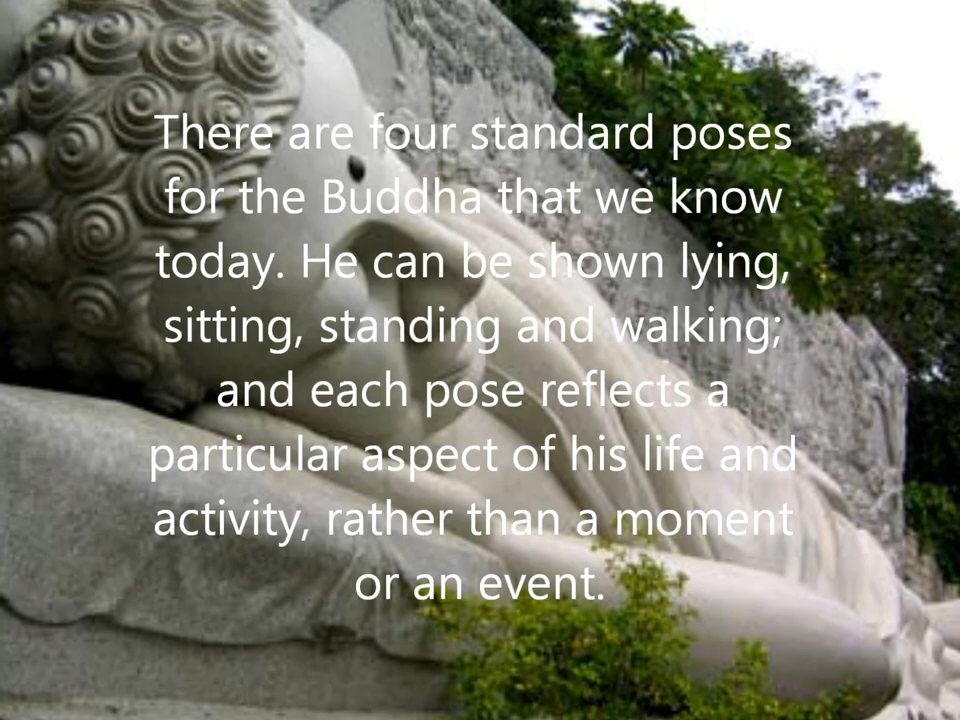 There are four standard poses
for the Buddha that we know
today. He can be shown lying,
sitting, standing and walking;
and each pose reflects a
particular aspect of his life and
activity, rather than a moment
or an event.